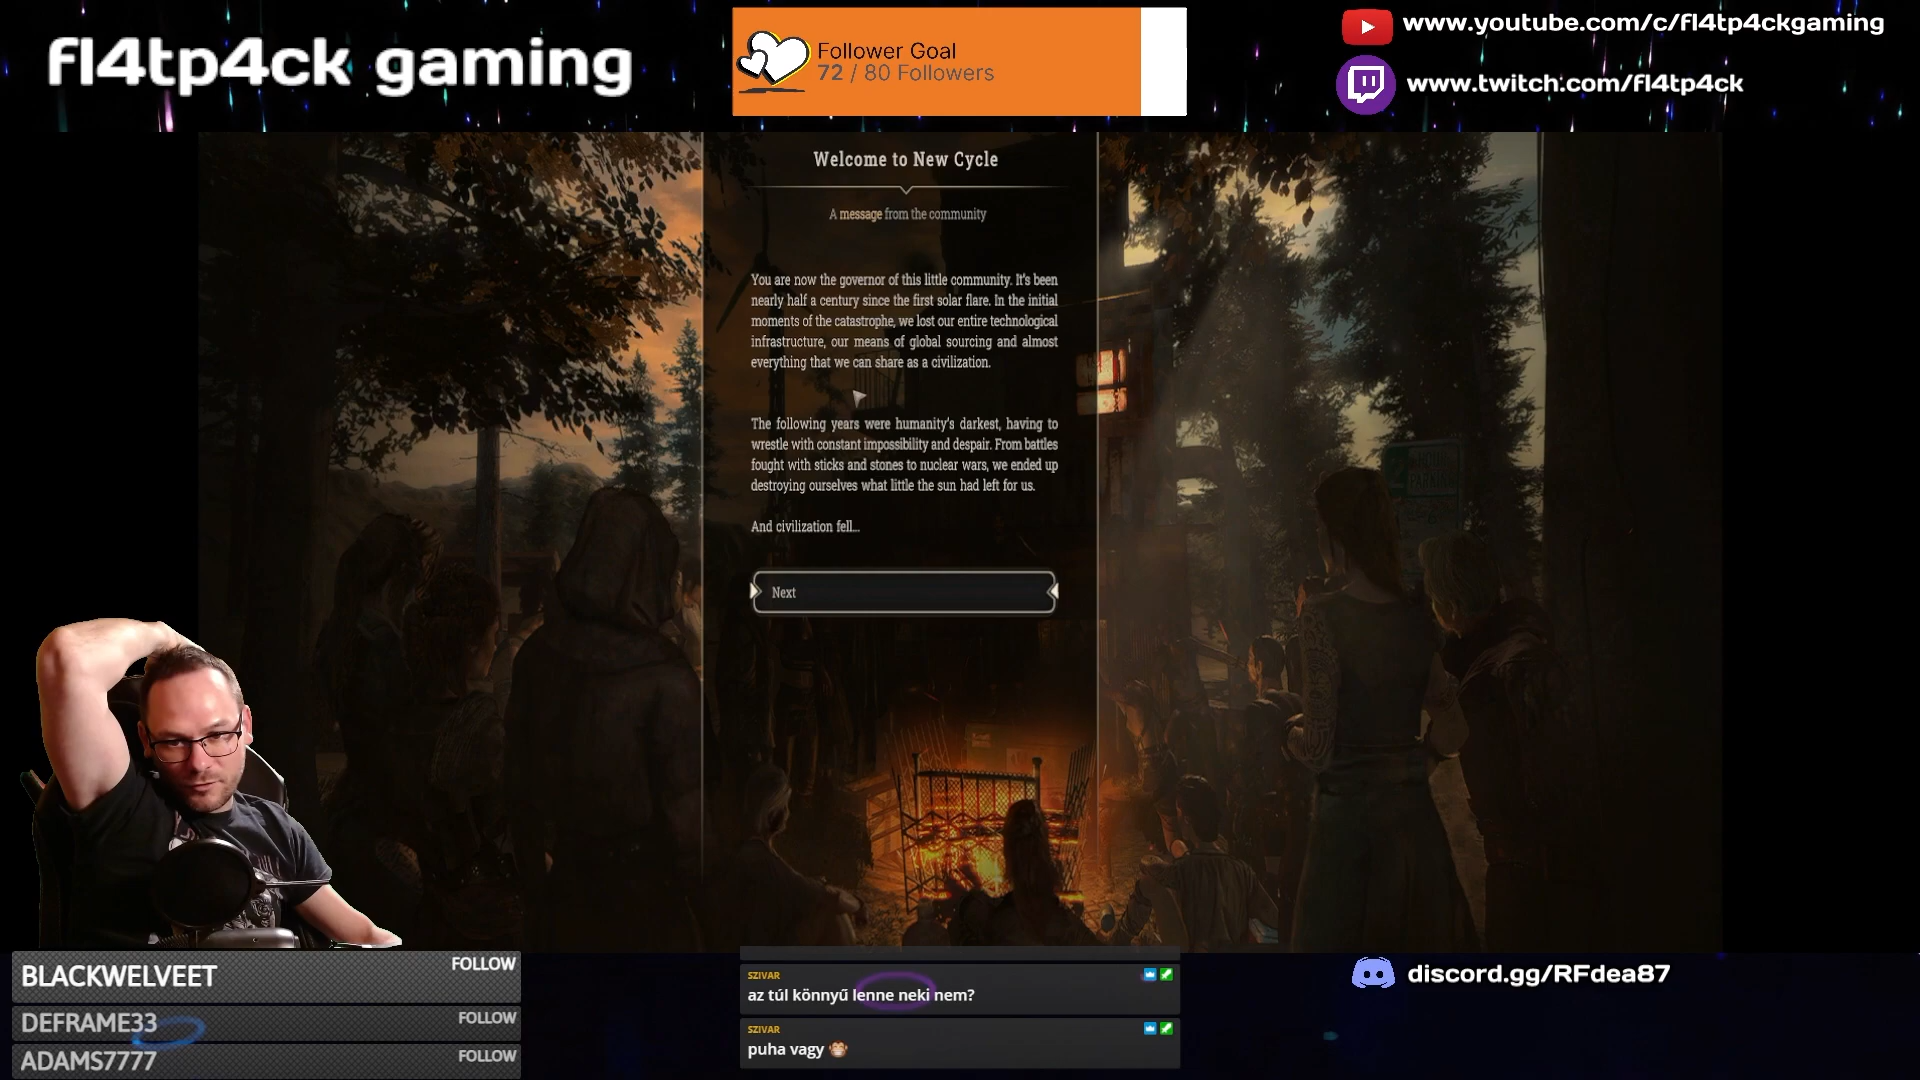 fl4tp4ck gaming
Follower Goal
72 / 80 Followers
www.youtube.com/c/fl4tp4ckgaming
www.twitch.com/fl4tp4ck
Welcome to New Cycle
A message from the community
You are now the governor of this little community. It's been
nearly half a century since the first solar flare. In the initial
moments of the catastrophe, we lost our entire technological
infrastructure, our means of global sourcing and almost
everything that we can share as a civilization.
The following years were humanity's darkest, having to
wrestle with constant impossibility and despair. From battles
fought with sticks and stones to nuclear wars, we ended up
destroying ourselves what little the sun had left for us.
And civilization fell...
Next
BLACKWELVEET FOLLOW
DEFRAME33 FOLLOW
ADAMS7777 FOLLOW
SZIVAR
az túl könnyű lenne neki nem?
SZIVAR
puha vagy 🙊
discord.gg/RFdea87